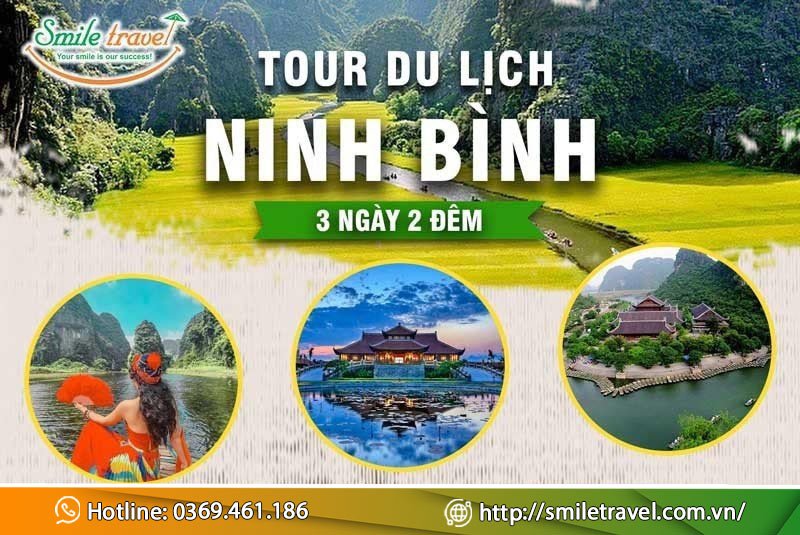 Smile travel
Your smile is our success!
TOUR DU LỊCH
NINH BÌNH
3 NGÀY 2 ĐÊM
Hotline: 0369.461.186
http://smiletravel.com.vn/